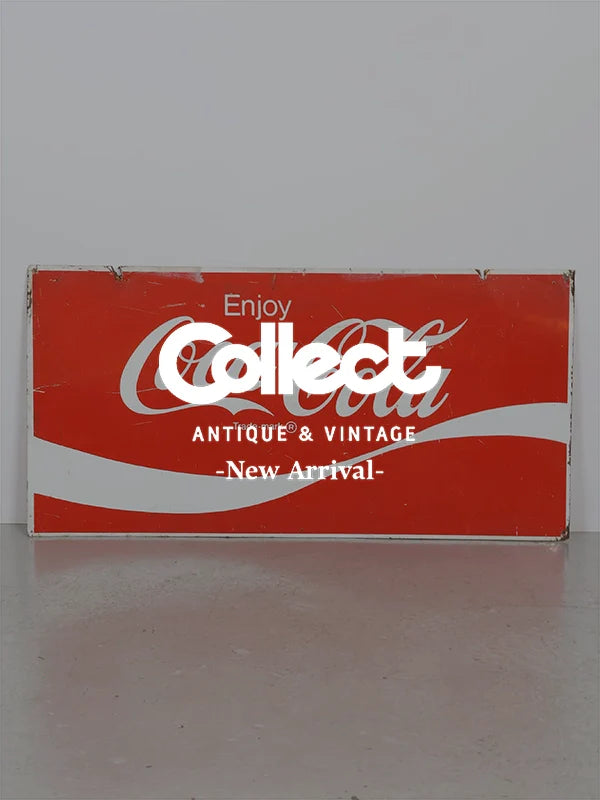 Enjoy
Coca-Cola
Collect
Trade-mark ®
ANTIQUE & VINTAGE
-New Arrival-